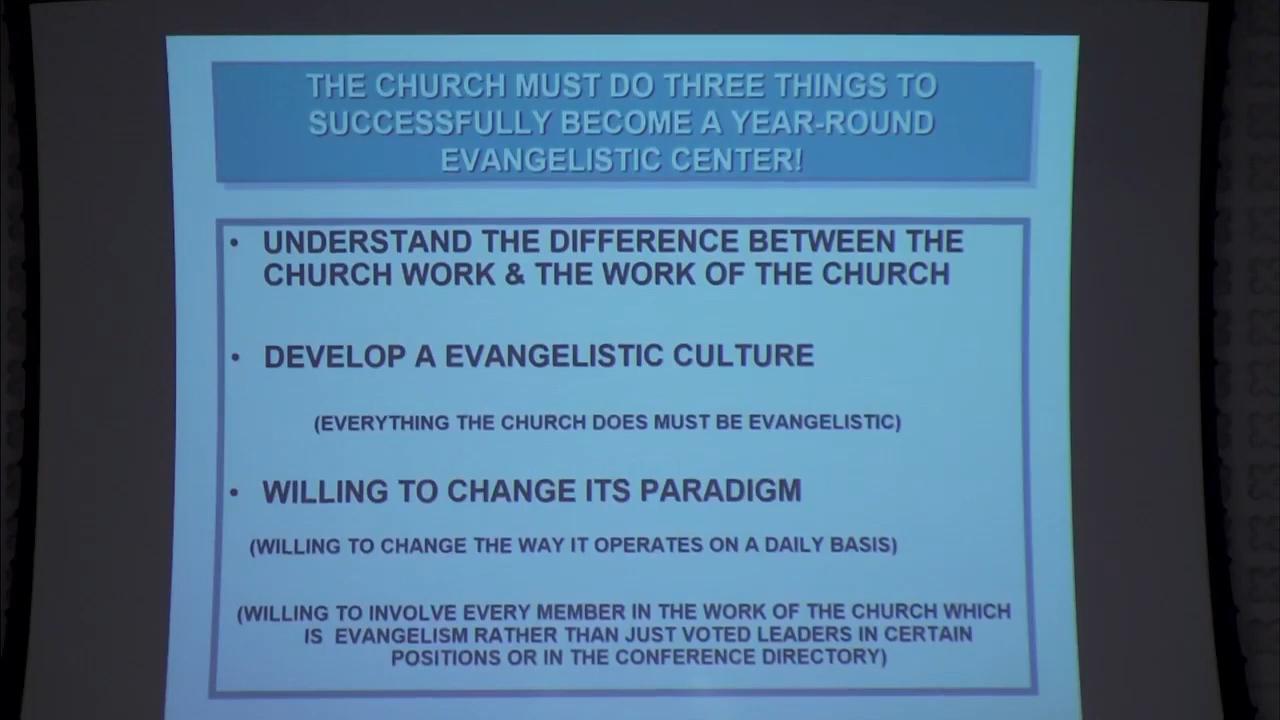 THE CHURCH MUST DO THREE THINGS TO
SUCCESSFULLY BECOME A YEAR-ROUND
EVANGELISTIC CENTER!
• UNDERSTAND THE DIFFERENCE BETWEEN THE
CHURCH WORK & THE WORK OF THE CHURCH
• DEVELOP A EVANGELISTIC CULTURE
(EVERYTHING THE CHURCH DOES MUST BE EVANGELISTIC)
• WILLING TO CHANGE ITS PARADIGM
(WILLING TO CHANGE THE WAY IT OPERATES ON A DAILY BASIS)
(WILLING TO INVOLVE EVERY MEMBER IN THE WORK OF THE CHURCH WHICH
IS EVANGELISM RATHER THAN JUST VOTED LEADERS IN CERTAIN
POSITIONS OR IN THE CONFERENCE DIRECTORY)